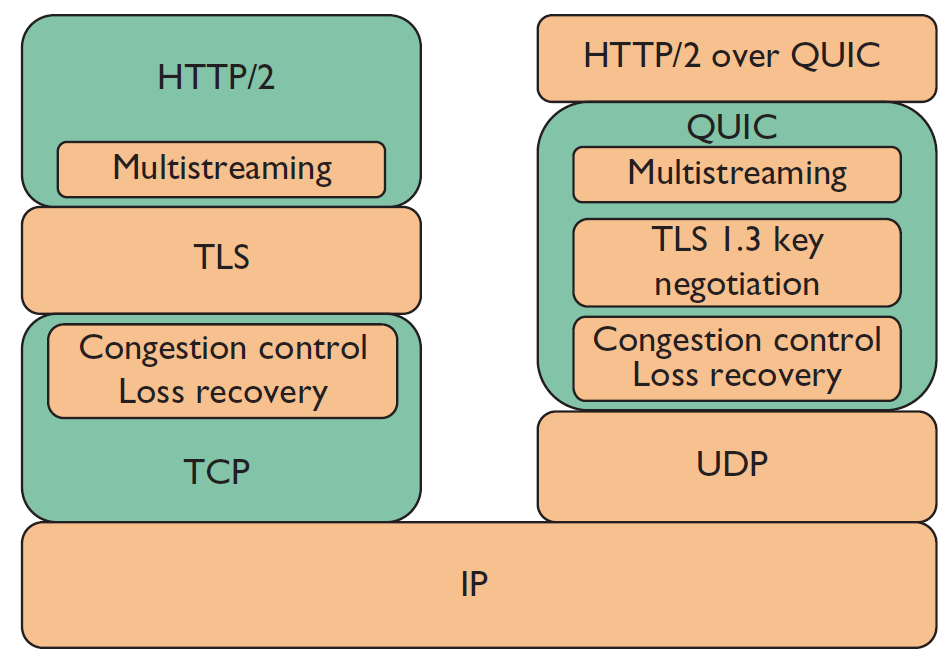 HTTP/2
Multistreaming
TLS
Congestion control
Loss recovery
TCP
HTTP/2 over QUIC
QUIC
Multistreaming
TLS 1.3 key
negotiation
Congestion control
Loss recovery
UDP
IP